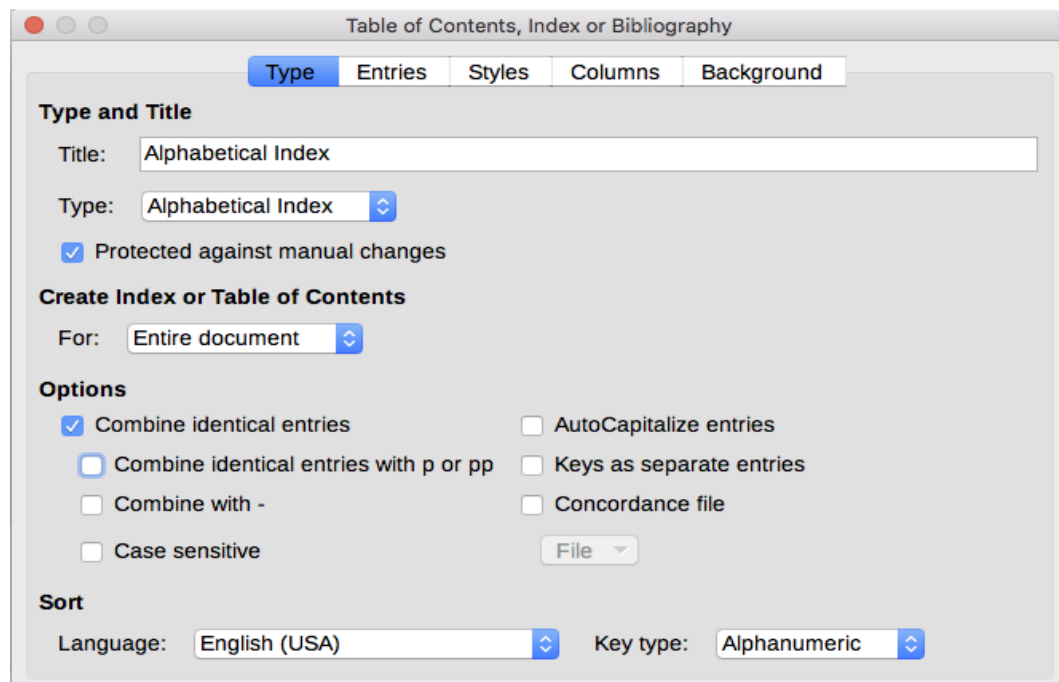 Table of Contents, Index or Bibliography
Type Entries Styles Columns Background
Type and Title
Title: Alphabetical Index
Type: Alphabetical Index
Protected against manual changes
Create Index or Table of Contents
For: Entire document
Options
Combine identical entries AutoCapitalize entries
Combine identical entries with p or pp Keys as separate entries
Combine with - Concordance file
Case sensitive File
Sort
Language: English (USA) Key type: Alphanumeric